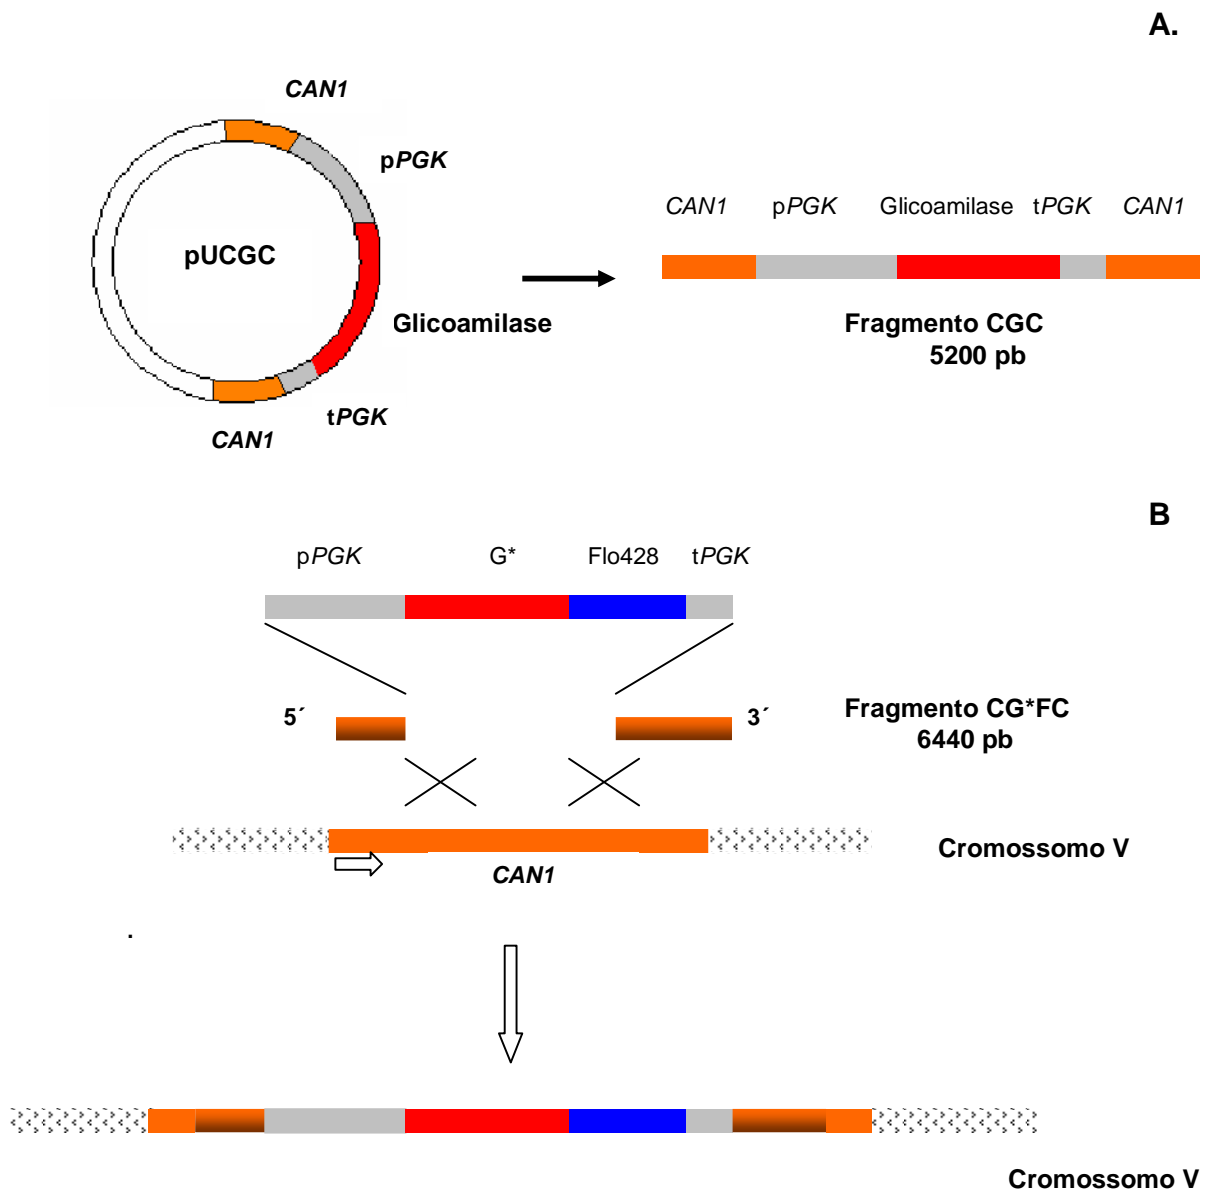 A.
CAN1
pPGK
pUCGC
Glicoamilase
tPGK
CAN1
CAN1 pPGK Glicoamilase tPGK CAN1
Fragmento CGC
5200 pb
B
pPGK G* Flo428 tPGK
5´ 3´
Fragmento CG*FC
6440 pb
Cromossomo V
CAN1
.
Cromossomo V